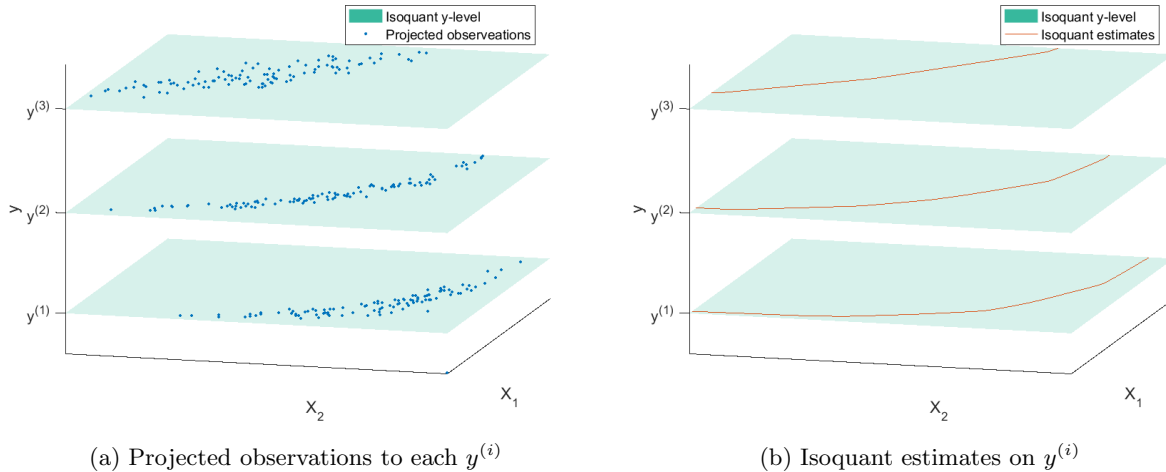 Isoquant y-level
Projected observeations
y(3)
y(2)
y
y(1)
X2
X1
(a) Projected observations to each y(i)
Isoquant y-level
Isoquant estimates
y(3)
y(2)
y
y(1)
X2
X1
(b) Isoquant estimates on y(i)